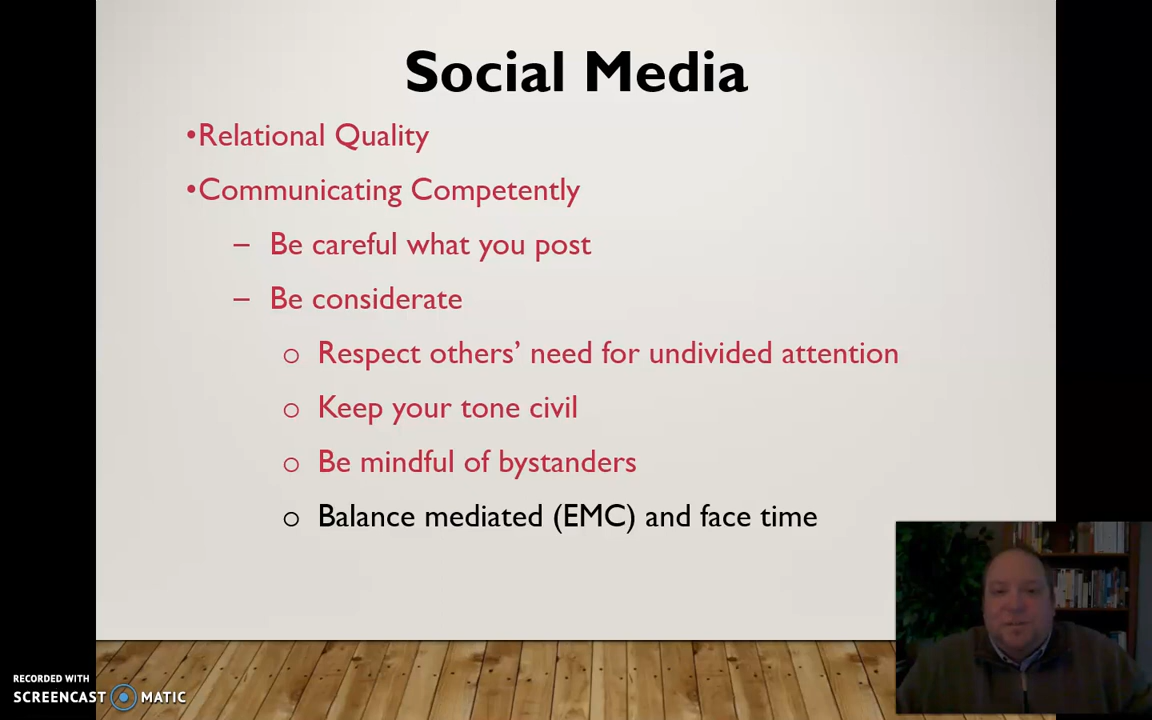 Social Media
•Relational Quality
•Communicating Competently
– Be careful what you post
– Be considerate
o Respect others’ need for undivided attention
o Keep your tone civil
o Be mindful of bystanders
o Balance mediated (EMC) and face time
RECORDED WITH
SCREENCAST MATIC